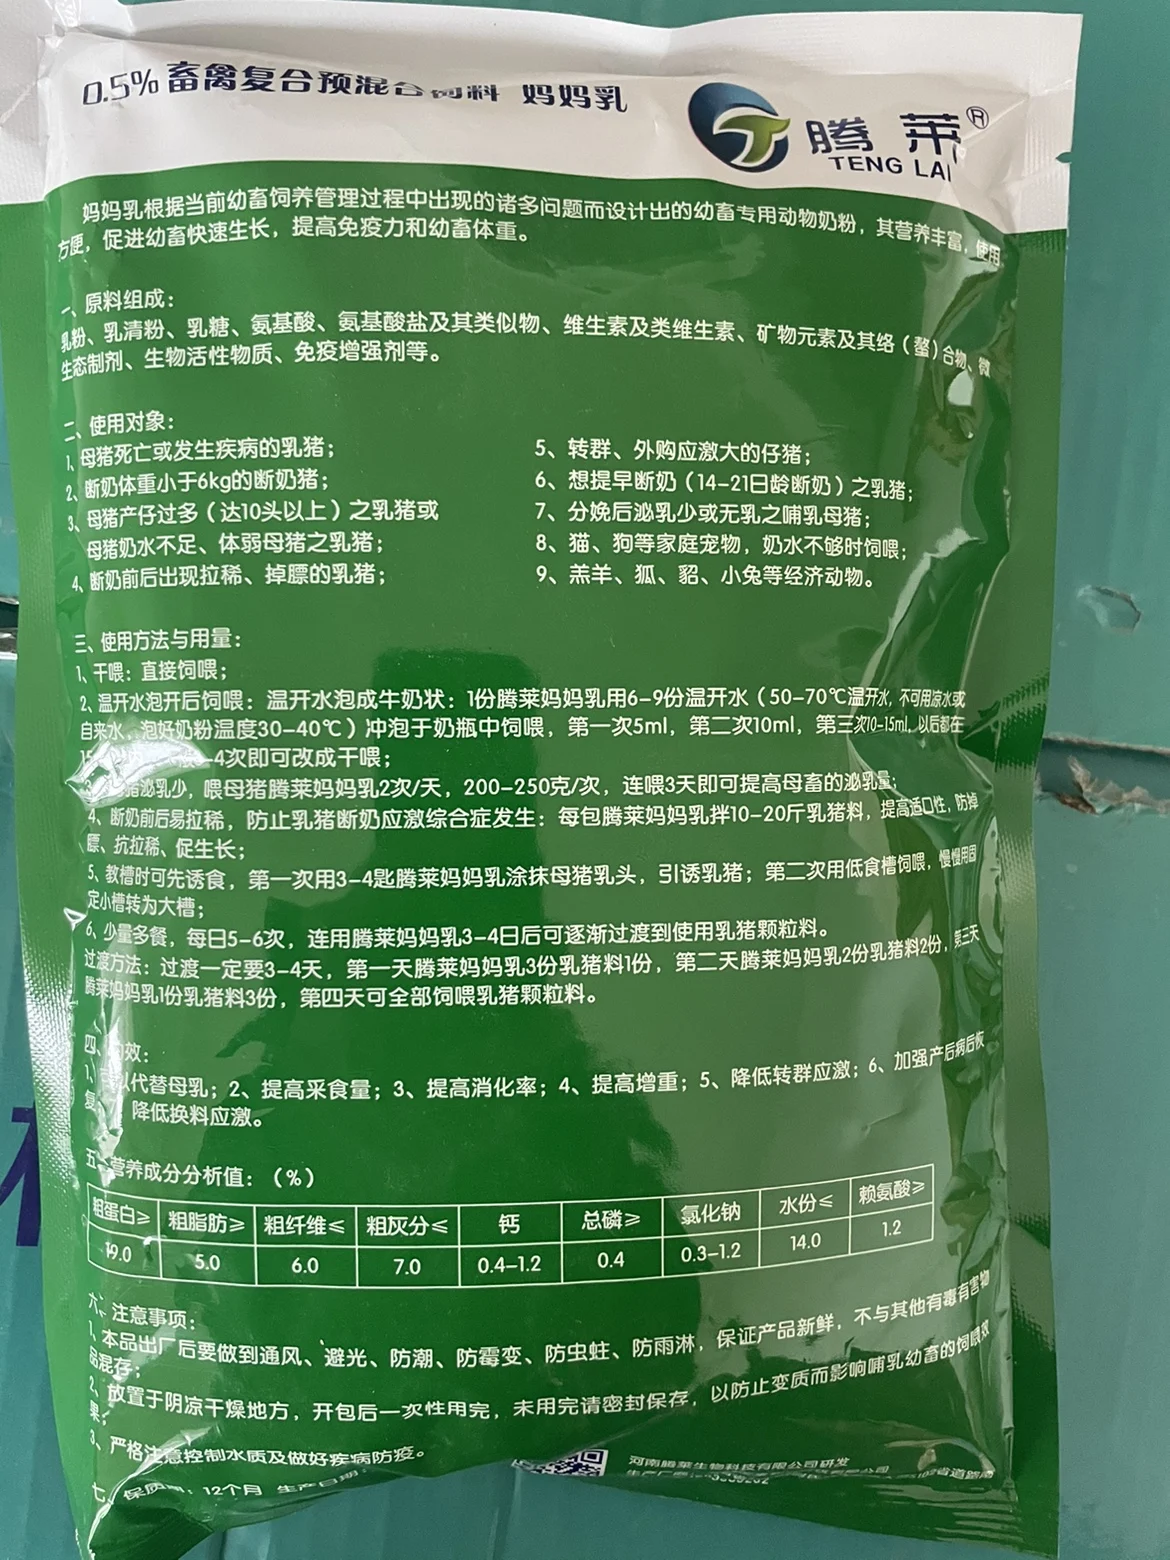 0.5%畜禽复合预混合饲料 妈妈乳
腾莱®
TENG LAI
妈妈乳根据当前幼畜饲养管理过程中出现的诸多问题而设计出的幼畜专用动物奶粉，其营养丰富，使用
方便，促进幼畜快速生长，提高免疫力和幼畜体重。
一、原料组成：
乳粉、乳清粉、乳糖、氨基酸、氨基酸盐及其类似物、维生素及类维生素、矿物元素及其络（螯）合物、微
生态制剂、生物活性物质、免疫增强剂等。
二、使用对象：
1、母猪死亡或发生疾病的乳猪；
2、断奶体重小于6kg的断奶猪；
3、母猪产仔过多（达10头以上）之乳猪或
母猪奶水不足、体弱母猪之乳猪；
4、断奶前后出现拉稀、掉膘的乳猪；
5、转群、外购应激大的仔猪；
6、想提早断奶（14-21日龄断奶）之乳猪；
7、分娩后泌乳少或无乳之哺乳母猪；
8、猫、狗等家庭宠物，奶水不够时饲喂；
9、羔羊、狐、貂、小兔等经济动物。
三、使用方法与用量：
1、干喂：直接饲喂；
2、温开水泡开后饲喂：温开水泡成牛奶状：1份腾莱妈妈乳用6-9份温开水（50-70℃温开水，不可用凉水或
自来水，泡好奶粉温度30-40℃）冲泡于奶瓶中饲喂，第一次5ml，第二次10ml，第三次10-15ml，以后都在
-4次即可改成干喂；
泌乳少，喂母猪腾莱妈妈乳2次/天，200-250克/次，连喂3天即可提高母畜的泌乳量；
4、断奶前后易拉稀，防止乳猪断奶应激综合症发生：每包腾莱妈妈乳拌10-20斤乳猪料，提高适口性，防掉
膘、抗拉稀、促生长；
5、教槽时可先诱食，第一次用3-4匙腾莱妈妈乳涂抹母猪乳头，引诱乳猪；第二次用低食槽饲喂，慢慢用固
定小槽转为大槽；
6、少量多餐，每日5-6次，连用腾莱妈妈乳3-4日后可逐渐过渡到使用乳猪颗粒料。
过渡方法：过渡一定要3-4天，第一天腾莱妈妈乳3份乳猪料1份，第二天腾莱妈妈乳2份乳猪料2份，第三天
腾莱妈妈乳1份乳猪料3份，第四天可全部饲喂乳猪颗粒料。
四、效：
1、以代替母乳；2、提高采食量；3、提高消化率；4、提高增重；5、降低转群应激；6、加强产后病后恢
复 降低换料应激。
五、营养成分分析值：（%）
粗蛋白≥ 粗脂肪≥ 粗纤维≤ 粗灰分≤ 钙 总磷≥ 氯化钠 水份≤ 赖氨酸≥
19.0 5.0 6.0 7.0 0.4-1.2 0.4 0.3-1.2 14.0 1.2
六、注意事项：
1、本品出厂后要做到通风、避光、防潮、防霉变、防虫蛀、防雨淋，保证产品新鲜，不与其他有毒有害物
品混存；
2、放置于阴凉干燥地方，开包后一次性用完，未用完请密封保存，以防止变质而影响哺乳幼畜的饲喂效
果；
3、严格注意控制水质及做好疾病防疫。
七、保质期：12个月 生产日期：
河南腾莱生物科技有限公司研发